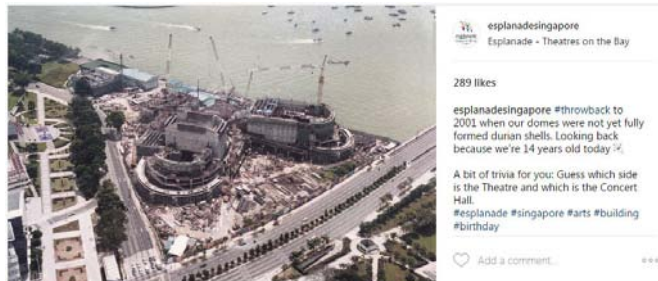 esplanadesingapore
Esplanade - Theatres on the Bay
289 likes
esplanadesingapore #throwback to
2001 when our domes were not yet fully
formed durian shells. Looking back
because we're 14 years old today
A bit of trivia for you: Guess which side
is the Theatre and which is the Concert
Hall.
#esplanade #singapore #arts #building
#birthday
Add a comment...